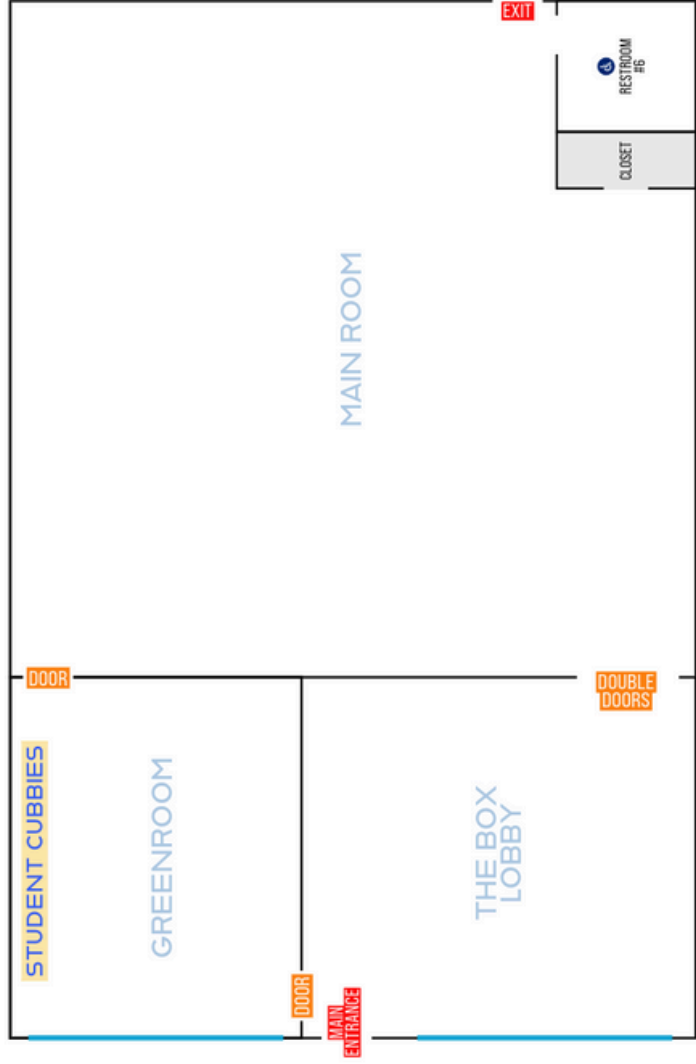 EXIT
RESTROOM
#6
CLOSET
MAIN ROOM
DOOR
DOUBLE
DOORS
STUDENT CUBBIES
GREENROOM
THE BOX
LOBBY
DOOR
MAIN
ENTRANCE